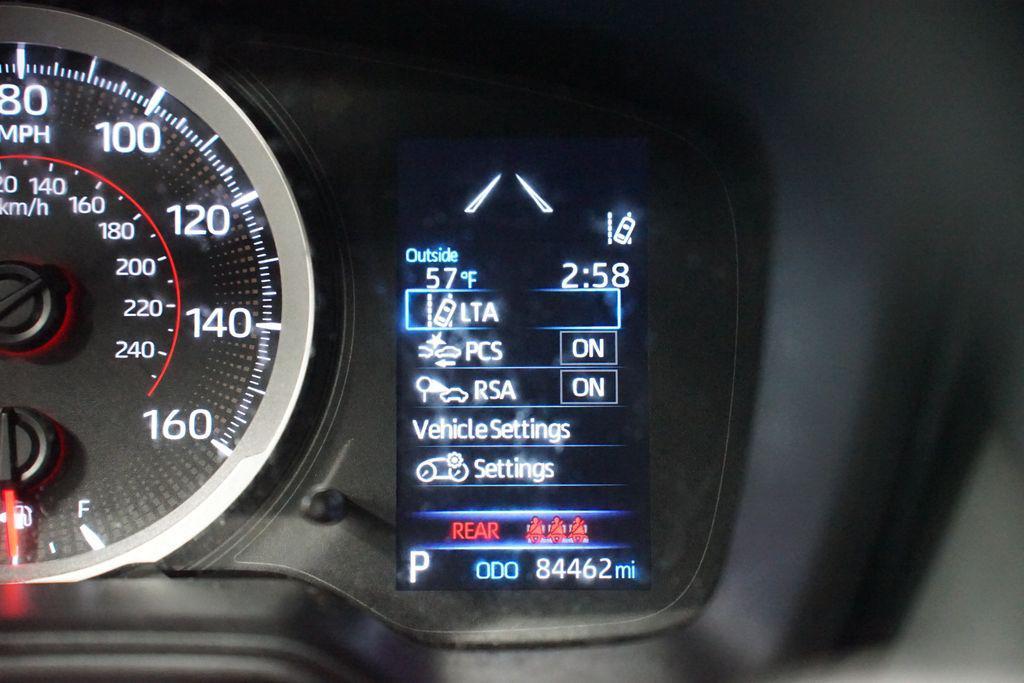 80
MPH
100
120
140
160
20
140
160
180
200
220
240
km/h
F
Outside
57°F 2:58
LTA
PCS ON
RSA ON
Vehicle Settings
Settings
REAR
P ODO 84462 mi